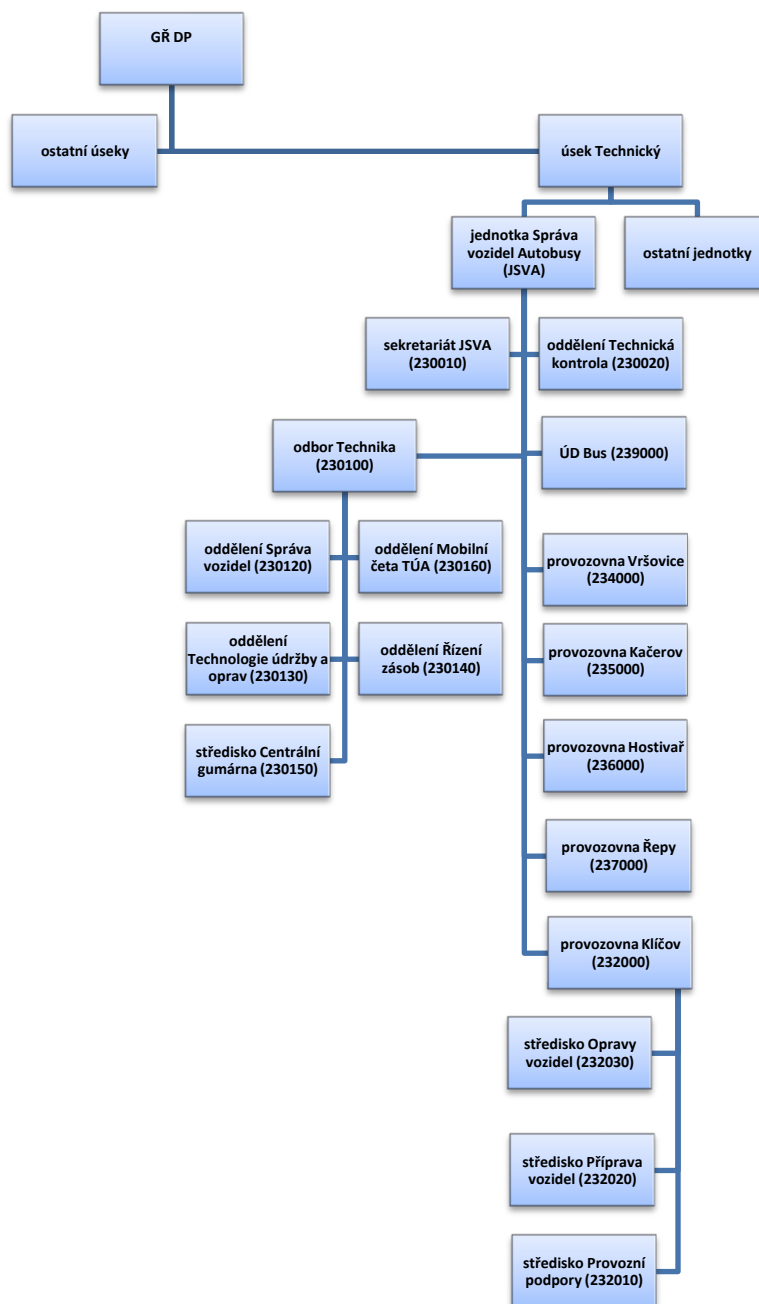 GŘ DP
ostatní úseky
úsek Technický
jednotka Správa
vozidel Autobusy
(JSVA)
ostatní jednotky
sekretariát JSVA
(230010)
oddělení Technická
kontrola (230020)
odbor Technika
(230100)
ÚD Bus (239000)
oddělení Správa
vozidel (230120)
oddělení Mobilní
četa TÚA (230160)
provozovna Vršovice
(234000)
oddělení
Technologie údržby a
oprav (230130)
oddělení Řízení
zásob (230140)
provozovna Kačerov
(235000)
středisko Centrální
gumárna (230150)
provozovna Hostivař
(236000)
provozovna Řepy
(237000)
provozovna Klíčov
(232000)
středisko Opravy
vozidel (232030)
středisko Příprava
vozidel (232020)
středisko Provozní
podpory (232010)